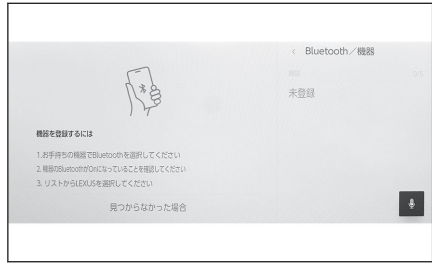 機器を登録するには
1.お手持ちの機器でBluetoothを選択してください
2. 機器のBluetoothがOnになっていることを確認してください
3. リストからLEXUSを選択してください
見つからなかった場合
< Bluetooth／機器
未登録